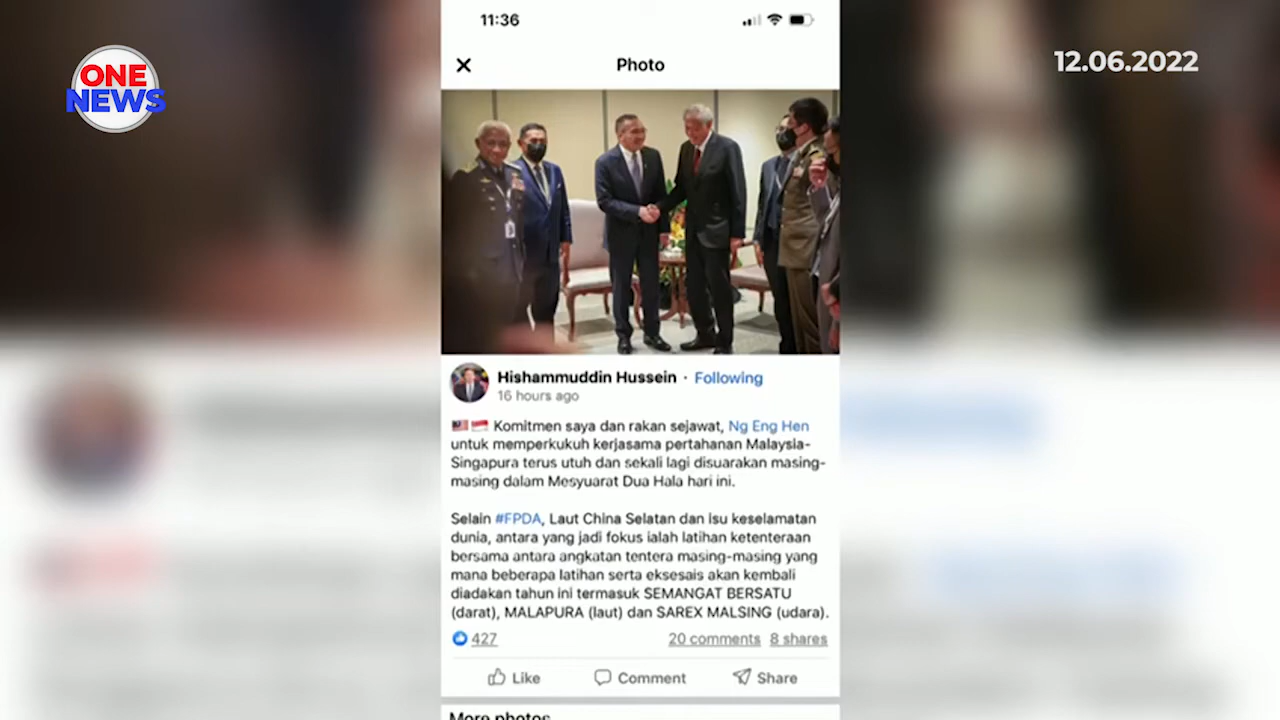 ONE
NEWS
12.06.2022
11:36
Photo
Hishammuddin Hussein · Following
16 hours ago
Komitmen saya dan rakan sejawat, Ng Eng Hen
untuk memperkukuh kerjasama pertahanan Malaysia-
Singapura terus utuh dan sekali lagi disuarakan masing-
masing dalam Mesyuarat Dua Hala hari ini.
Selain #FPDA, Laut China Selatan dan isu keselamatan
dunia, antara yang jadi fokus ialah latihan ketenteraan
bersama antara angkatan tentera masing-masing yang
mana beberapa latihan serta eksesais akan kembali
diadakan tahun ini termasuk SEMANGAT BERSATU
(darat), MALAPURA (laut) dan SAREX MALSING (udara).
427
20 comments 8 shares
Like Comment Share
More photos